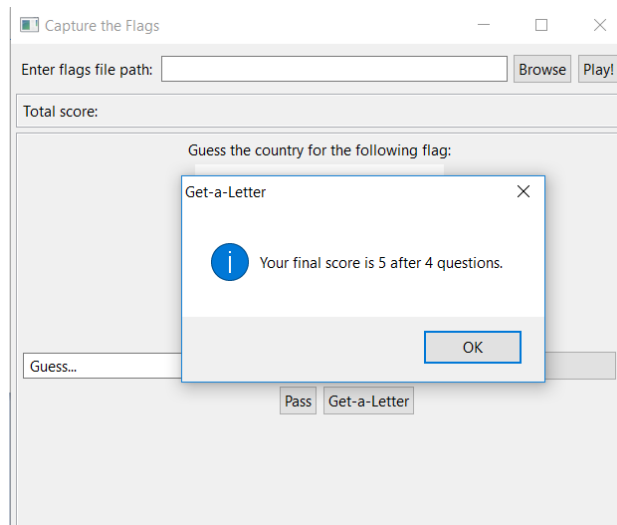 Capture the Flags
Enter flags file path: Browse Play!
Total score:
Guess the country for the following flag:
Get-a-Letter
Your final score is 5 after 4 questions.
OK
Guess...
Pass Get-a-Letter